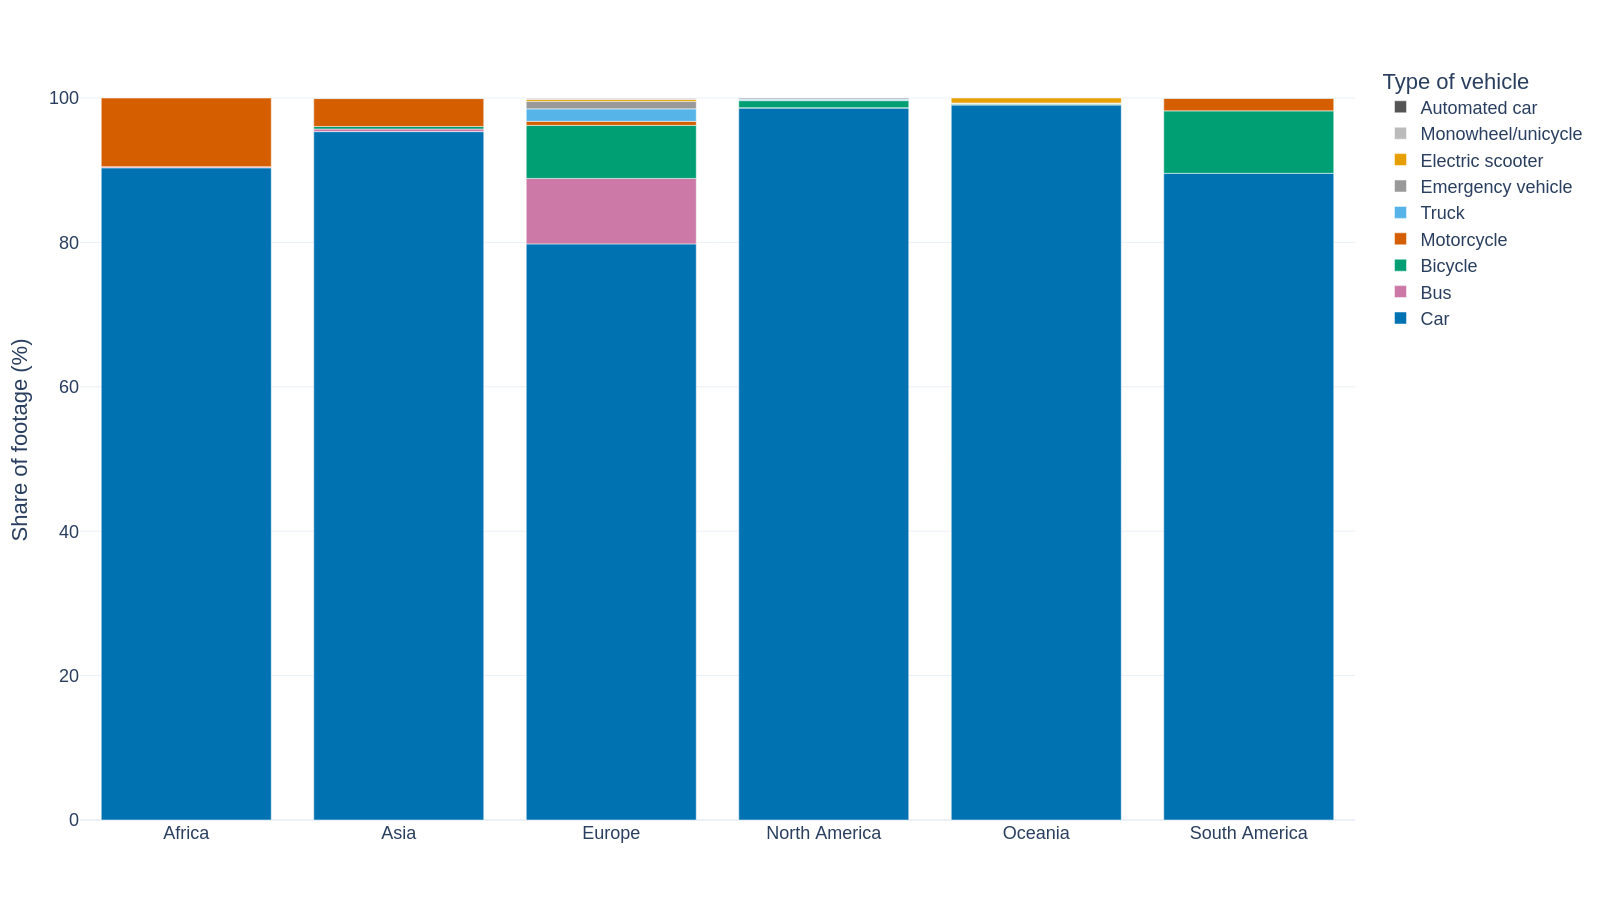 Type of vehicle
Automated car
Monowheel/unicycle
Electric scooter
Emergency vehicle
Truck
Motorcycle
Bicycle
Bus
Car
Share of footage (%)
100
80
60
40
20
0
Africa
Asia
Europe
North America
Oceania
South America